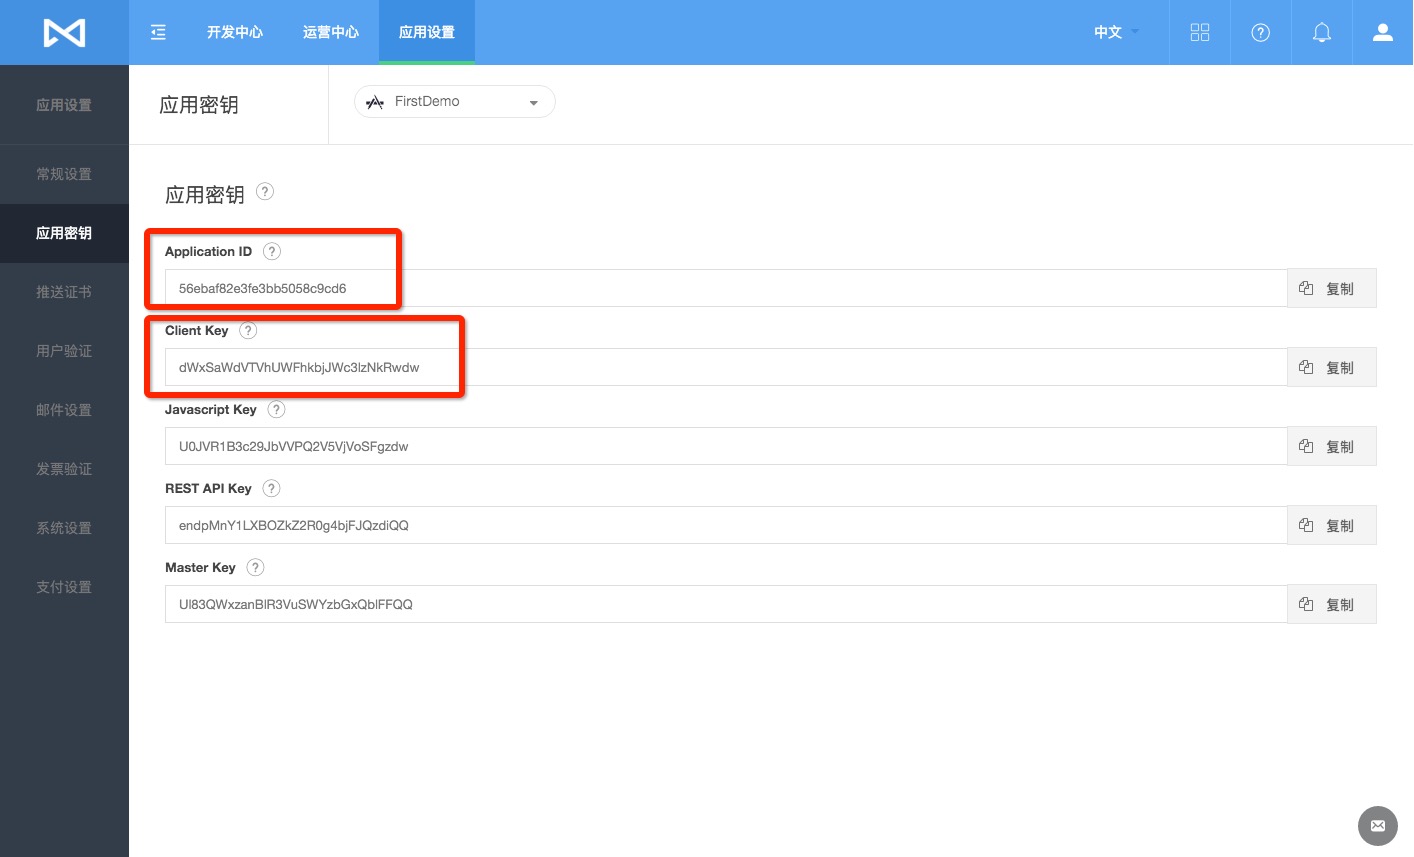 开发中心 运营中心 应用设置 中文
应用设置
常规设置
应用密钥
推送证书
用户验证
邮件设置
发票验证
系统设置
支付设置
应用密钥 FirstDemo
应用密钥 ?
Application ID ?
56ebaf82e3fe3bb5058c9cd6 复制
Client Key ?
dWxSaWdVTVhUWFhkbjJWc3lzNkRwdw 复制
Javascript Key ?
U0JVR1B3c29JbVVPQ2V5VjVoSFgzdw 复制
REST API Key ?
endpMnY1LXBOZkZ2R0g4bjFJQzdiQQ 复制
Master Key ?
Ul83QWxzanBlR3VuSWYzbGxQblFFQQ 复制